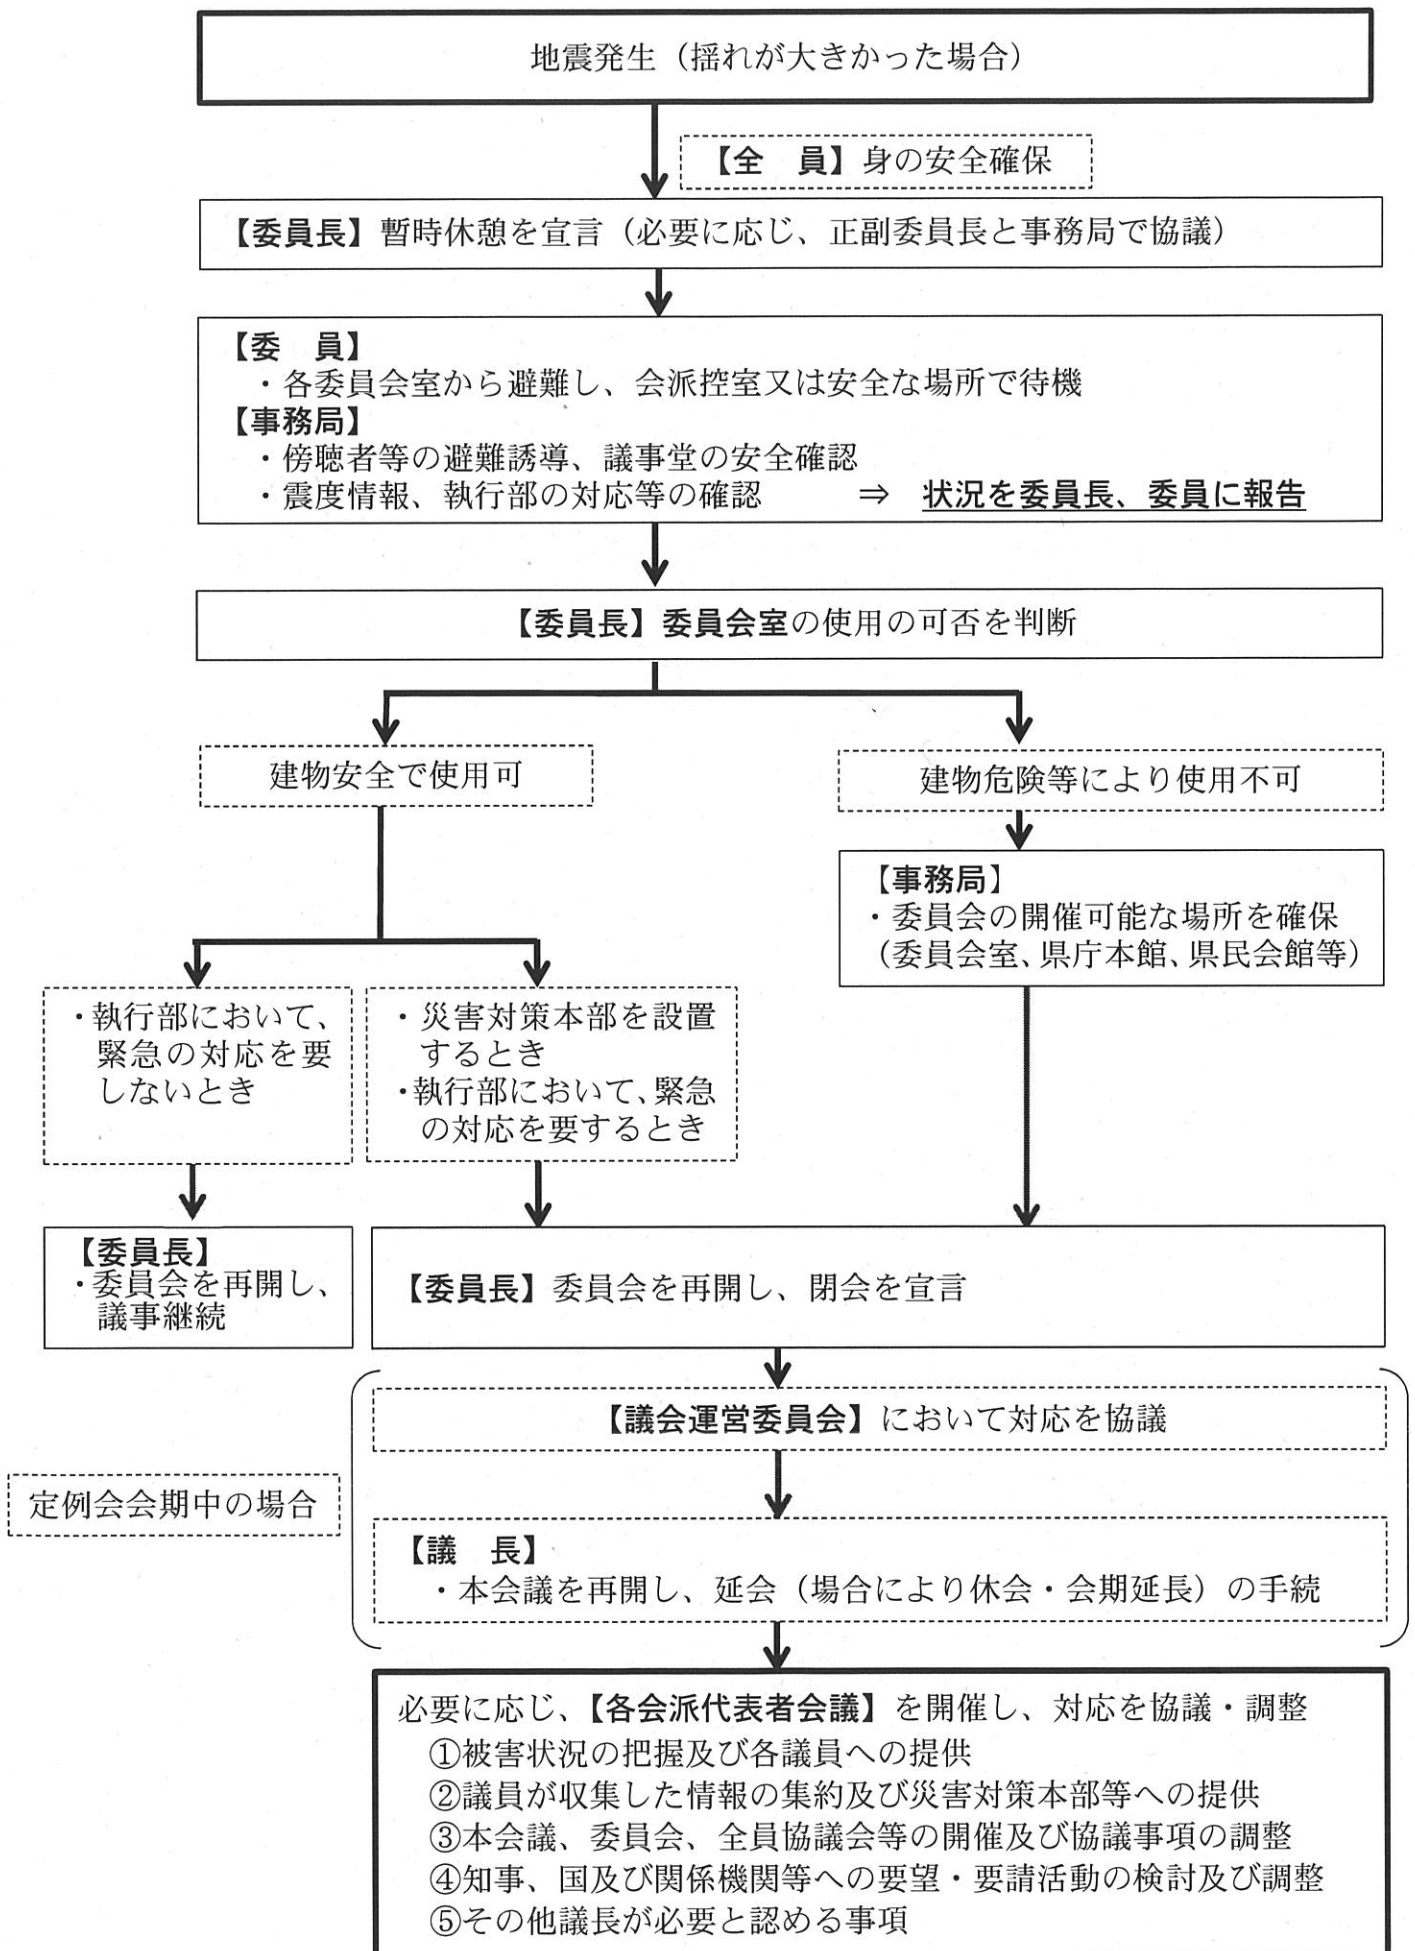 地震発生（揺れが大きかった場合）
【全　員】身の安全確保
【委員長】暫時休憩を宣言（必要に応じ、正副委員長と事務局で協議）
【委　員】
・各委員会室から避難し、会派控室又は安全な場所で待機
【事務局】
・傍聴者等の避難誘導、議事堂の安全確認
・震度情報、執行部の対応等の確認　　　⇒　状況を委員長、委員に報告
【委員長】委員会室の使用の可否を判断
建物安全で使用可
建物危険等により使用不可
【事務局】
・委員会の開催可能な場所を確保
（委員会室、県庁本館、県民会館等）
・執行部において、
緊急の対応を要
しないとき
・災害対策本部を設置
するとき
・執行部において、緊急
の対応を要するとき
【委員長】
・委員会を再開し、
議事継続
【委員長】委員会を再開し、閉会を宣言
【議会運営委員会】において対応を協議
定例会会期中の場合
【議　長】
・本会議を再開し、延会（場合により休会・会期延長）の手続
必要に応じ、【各会派代表者会議】を開催し、対応を協議・調整
①被害状況の把握及び各議員への提供
②議員が収集した情報の集約及び災害対策本部等への提供
③本会議、委員会、全員協議会等の開催及び協議事項の調整
④知事、国及び関係機関等への要望・要請活動の検討及び調整
⑤その他議長が必要と認める事項